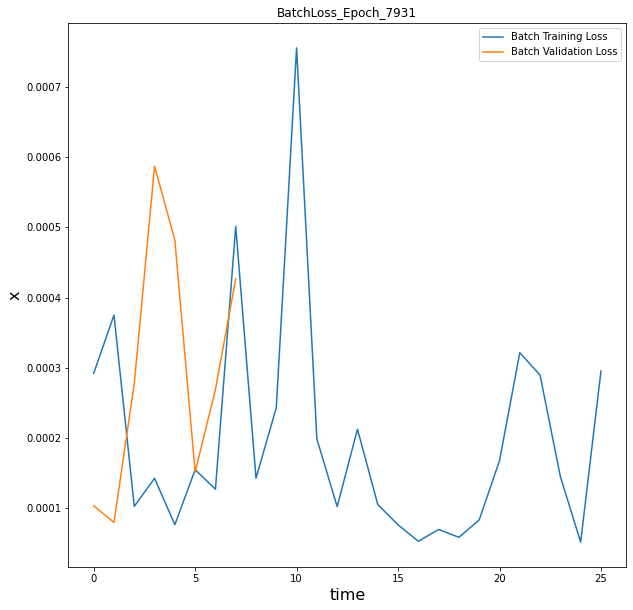 BatchLoss_Epoch_7931
Batch Training Loss
Batch Validation Loss
0.0007
0.0006
0.0005
0.0004
0.0003
0.0002
0.0001
x
0 5 10 15 20 25
time